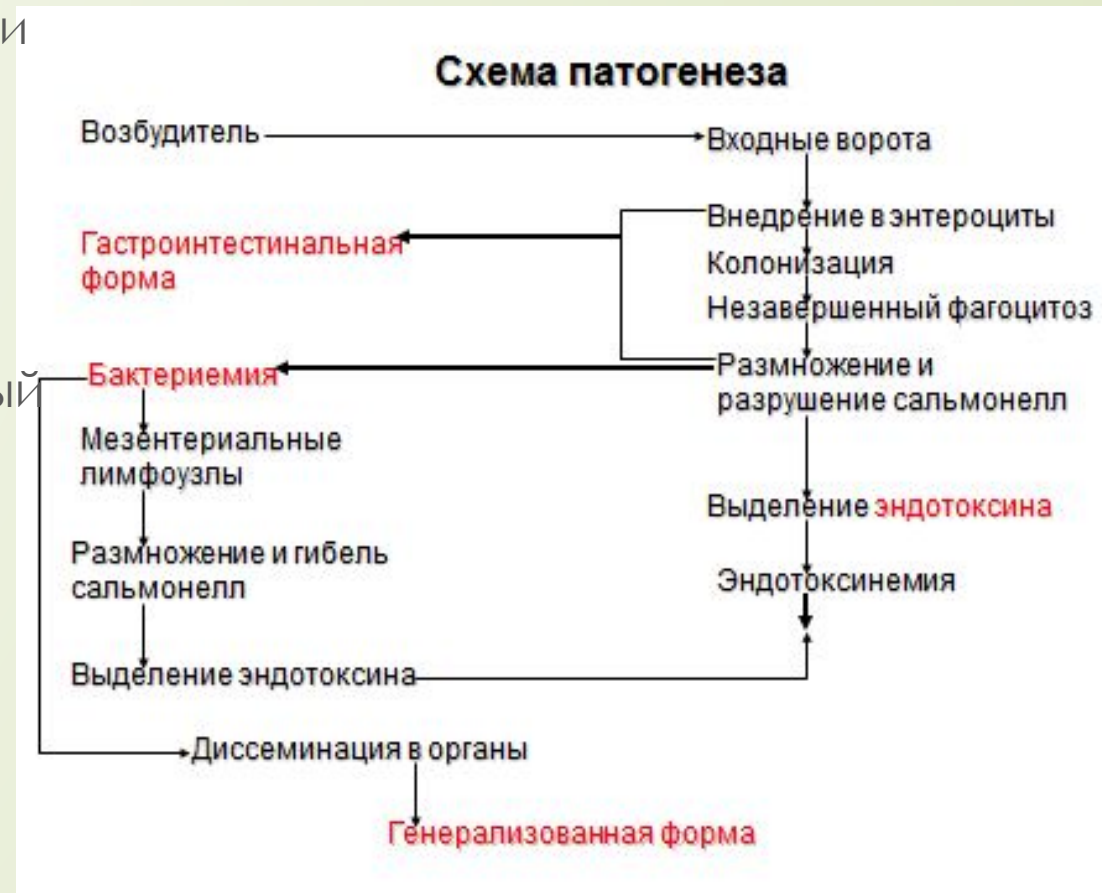 и
Схема патогенеза
Возбудитель
Входные ворота
Внедрение в энтероциты
Гастроинтестинальная
форма
Колонизация
Незавершенный фагоцитоз
Бактериемия
Размножение и
разрушение сальмонелл
ый
Мезентериальные
лимфоузлы
Выделение эндотоксина
Размножение и гибель
сальмонелл
Эндотоксинемия
Выделение эндотоксина
Диссеминация в органы
Генерализованная форма